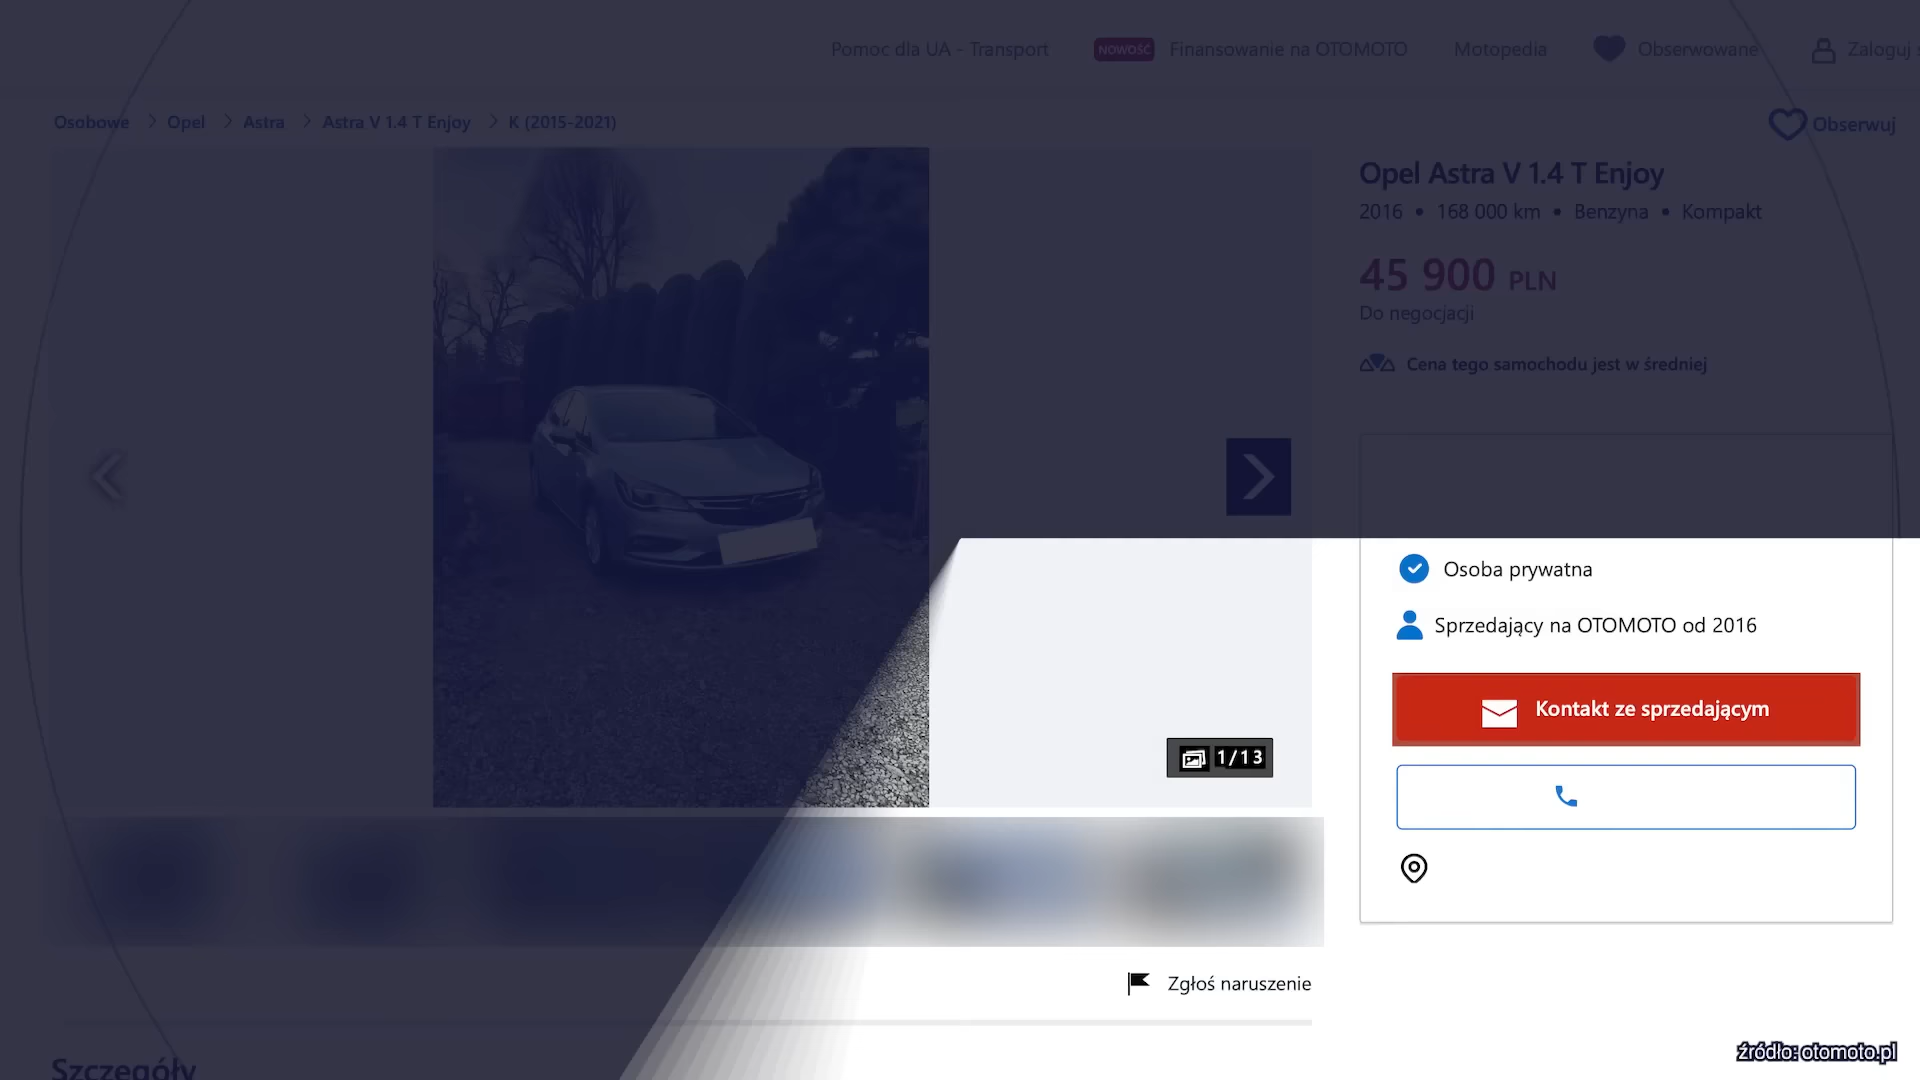 Pomoc dla UA - Transport
NOWOŚĆ Finansowanie na OTOMOTO
Motopedia
Obserwowane
Zaloguj
Osobowe > Opel > Astra > Astra V 1.4 T Enjoy > K (2015-2021)
Obserwuj
Opel Astra V 1.4 T Enjoy
2016 • 168 000 km • Benzyna • Kompakt
45 900 PLN
Do negocjacji
Cena tego samochodu jest w średniej
Osoba prywatna
Sprzedający na OTOMOTO od 2016
Kontakt ze sprzedającym
1/13
Zgłoś naruszenie
Szczegóły
źródło: otomoto.pl